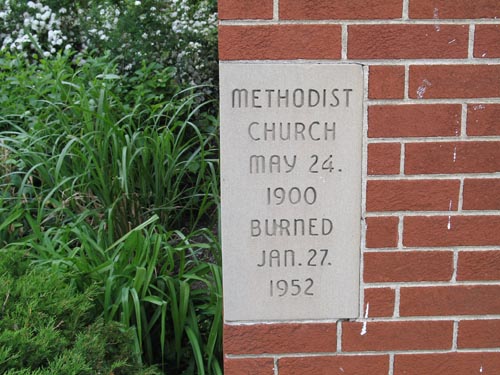 METHODIST
CHURCH
MAY 24.
1900
BURNED
JAN. 27.
1952